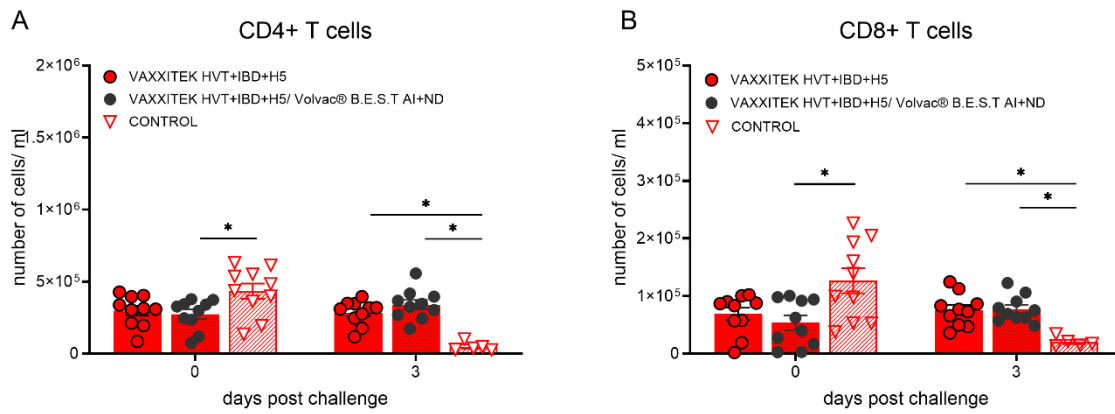 A
CD4+ T cells
number of cells/ ml
2×10⁶
1.5×10⁶
1×10⁶
5×10⁵
0
VAXXITEK HVT+IBD+H5
VAXXITEK HVT+IBD+H5/ Volvac® B.E.S.T AI+ND
CONTROL
*
*
*
0
3
days post challenge
B
CD8+ T cells
number of cells/ ml
5×10⁵
4×10⁵
3×10⁵
2×10⁵
1×10⁵
0
VAXXITEK HVT+IBD+H5
VAXXITEK HVT+IBD+H5/ Volvac® B.E.S.T AI+ND
CONTROL
*
*
*
0
3
days post challenge